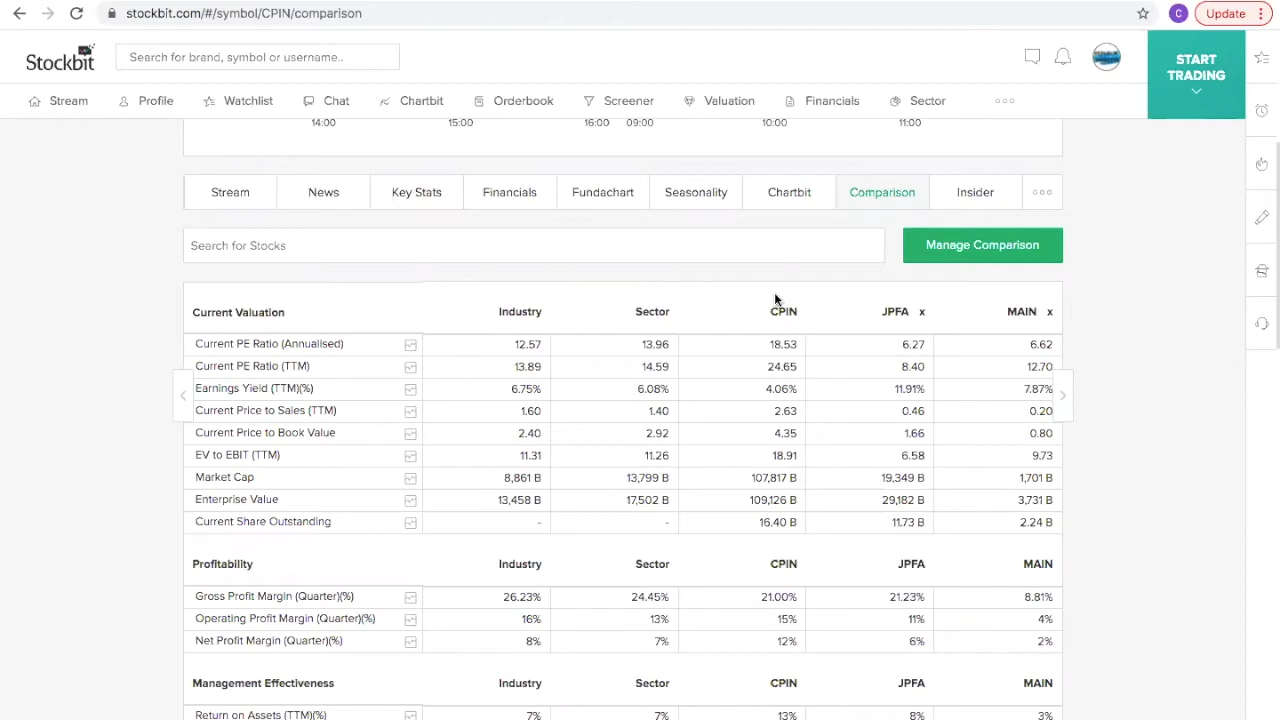 stockbit.com/#/symbol/CPIN/comparison
C
Update
Stockbit
Search for brand, symbol or username..
START TRADING
Stream Profile Watchlist Chat Chartbit Orderbook Screener Valuation Financials Sector
14:00 15:00 16:00 09:00 10:00 11:00
Stream News Key Stats Financials Fundachart Seasonality Chartbit Comparison Insider
Search for Stocks
Manage Comparison
Current Valuation Industry Sector CPIN JPFA x MAIN x
Current PE Ratio (Annualised) 12.57 13.96 18.53 6.27 6.62
Current PE Ratio (TTM) 13.89 14.59 24.65 8.40 12.70
Earnings Yield (TTM)(%) 6.75% 6.08% 4.06% 11.91% 7.87%
Current Price to Sales (TTM) 1.60 1.40 2.63 0.46 0.20
Current Price to Book Value 2.40 2.92 4.35 1.66 0.80
EV to EBIT (TTM) 11.31 11.26 18.91 6.58 9.73
Market Cap 8,861 B 13,799 B 107,817 B 19,349 B 1,701 B
Enterprise Value 13,458 B 17,502 B 109,126 B 29,182 B 3,731 B
Current Share Outstanding - - 16.40 B 11.73 B 2.24 B
Profitability Industry Sector CPIN JPFA MAIN
Gross Profit Margin (Quarter)(%) 26.23% 24.45% 21.00% 21.23% 8.81%
Operating Profit Margin (Quarter)(%) 16% 13% 15% 11% 4%
Net Profit Margin (Quarter)(%) 8% 7% 12% 6% 2%
Management Effectiveness Industry Sector CPIN JPFA MAIN
Return on Assets (TTM)(%) 7% 7% 13% 8% 3%